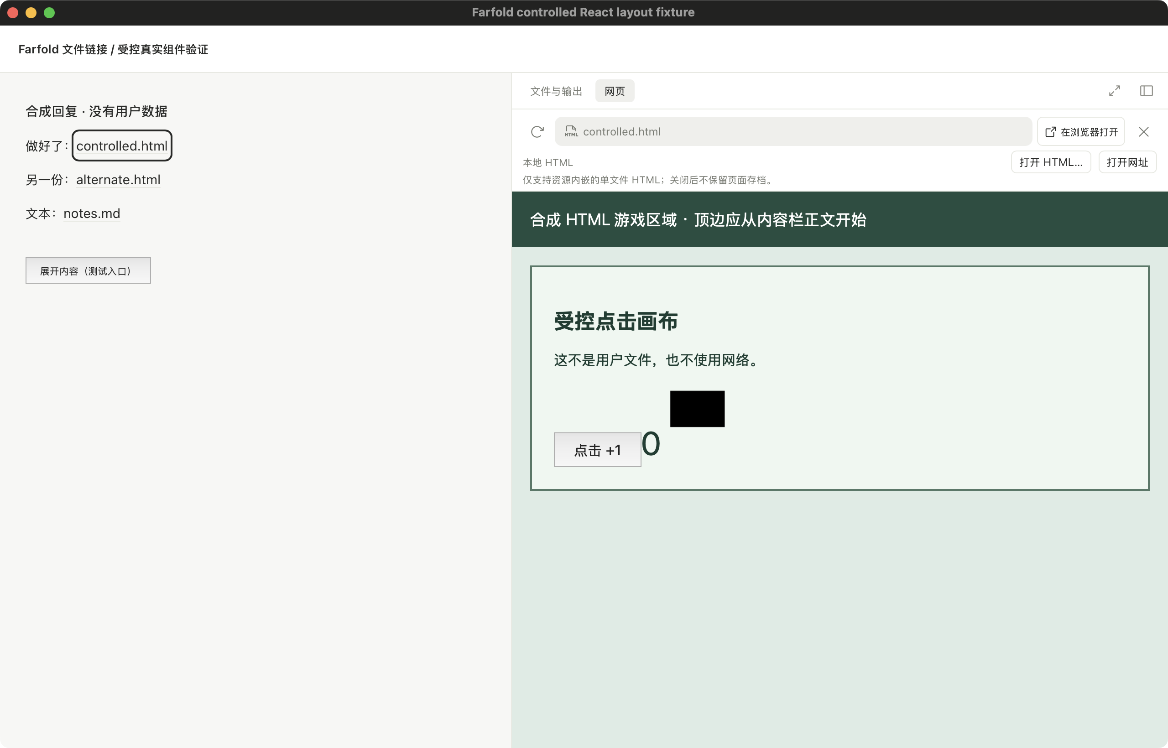 Farfold controlled React layout fixture
Farfold 文件链接 / 受控真实组件验证
合成回复 · 没有用户数据
做好了: controlled.html
另一份: alternate.html
文本: notes.md
展开内容（测试入口）
文件与输出 网页
HTML controlled.html 在浏览器打开
本地 HTML 打开 HTML... 打开网址
仅支持资源内嵌的单文件 HTML；关闭后不保留页面存档。
合成 HTML 游戏区域 · 顶边应从内容栏正文开始
受控点击画布
这不是用户文件，也不使用网络。
点击 +1 0